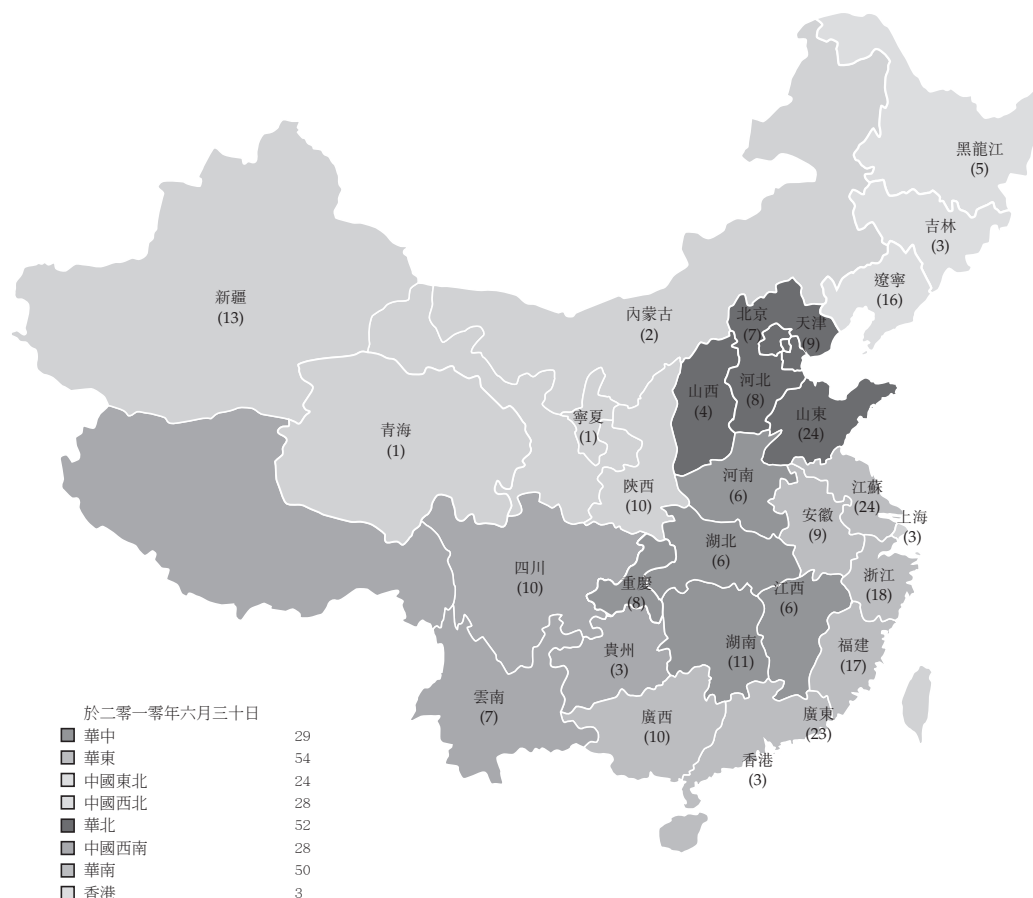 黑龍江
(5)
吉林
(3)
遼寧
(16)
新疆
(13)
內蒙古
(2)
北京
(7)
天津
(9)
山西
(4)
河北
(8)
山東
(24)
青海
(1)
寧夏
(1)
陝西
(10)
河南
(6)
江蘇
(24)
安徽
(9)
上海
(3)
湖北
(6)
四川
(10)
重慶
(8)
浙江
(18)
江西
(6)
湖南
(11)
福建
(17)
貴州
(3)
雲南
(7)
廣西
(10)
廣東
(23)
香港
(3)
於二零一零年六月三十日
華中 29
華東 54
中國東北 24
中國西北 28
華北 52
中國西南 28
華南 50
香港 3